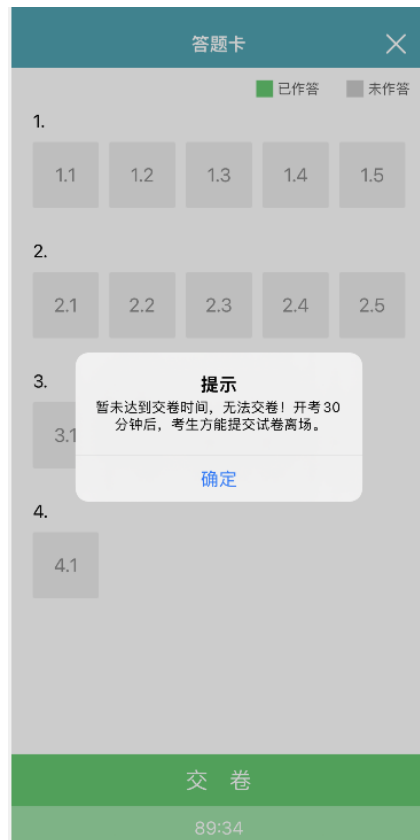 答题卡
已作答 未作答
1.
1.1 1.2 1.3 1.4 1.5
2.
2.1 2.2 2.3 2.4 2.5
3.
3.1
提示
暂未达到交卷时间，无法交卷！开考30
分钟后，考生方能提交试卷离场。
确定
4.
4.1
交 卷
89:34